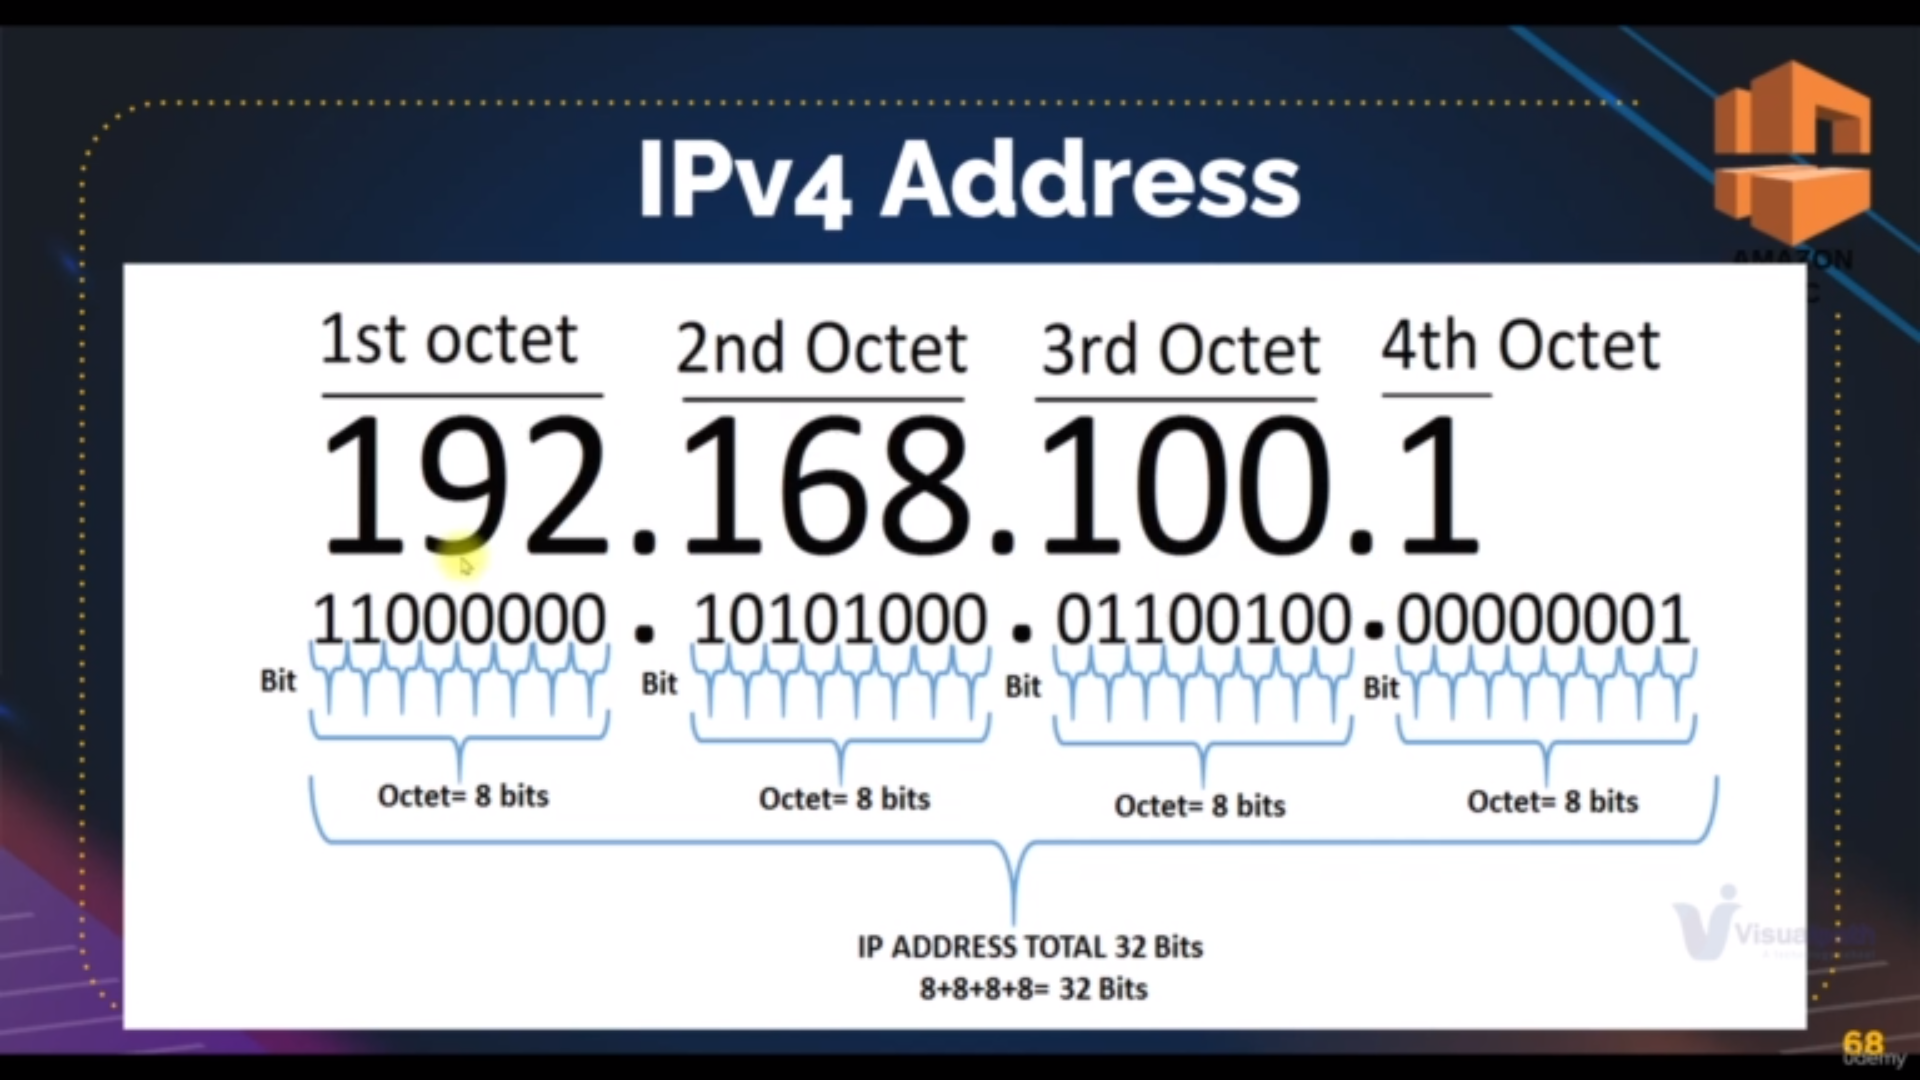 IPv4 Address
AMAZON
1st octet 2nd Octet 3rd Octet 4th Octet
192.168.100.1
11000000 . 10101000 . 01100100 . 00000001
Bit Bit Bit Bit
Octet= 8 bits Octet= 8 bits Octet= 8 bits Octet= 8 bits
IP ADDRESS TOTAL 32 Bits
8+8+8+8= 32 Bits
68
udemy